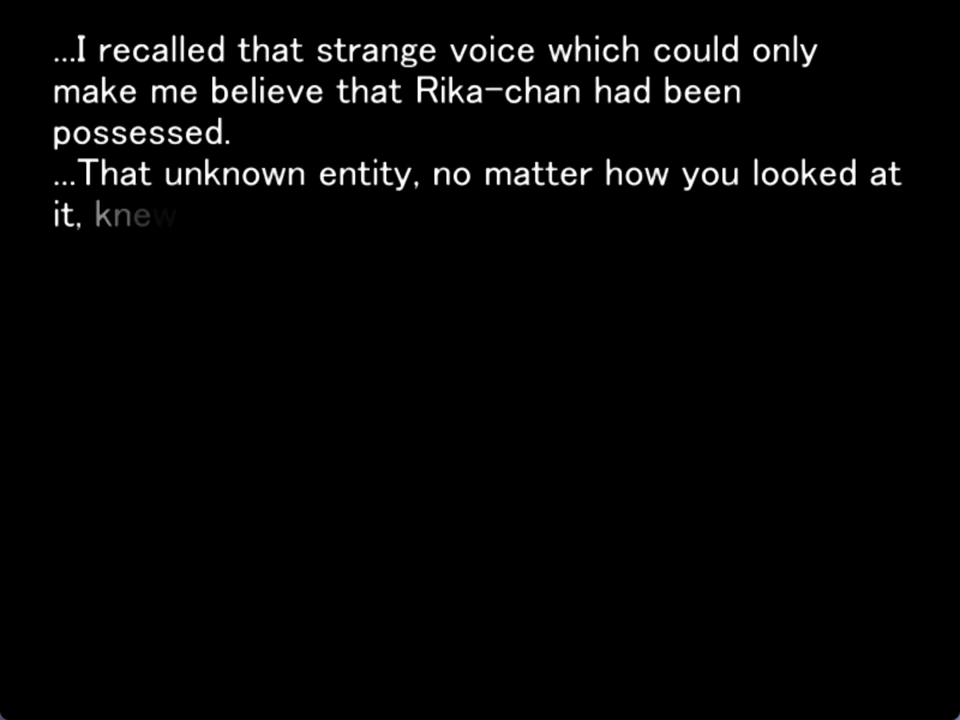 ...I recalled that strange voice which could only
make me believe that Rika-chan had been
possessed.
...That unknown entity, no matter how you looked at
it, knew